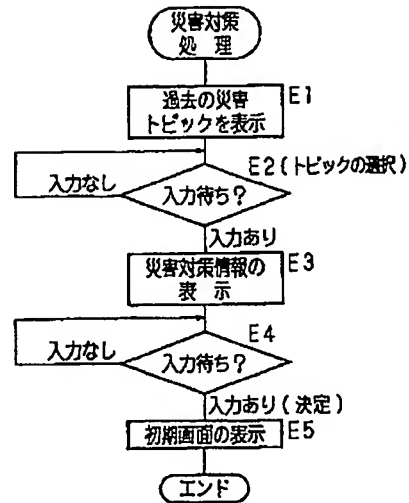 災害対策
処 理
過去の災害
トピックを表示
E1
E2(トピックの選択)
入力なし
入力待ち?
入力あり
災害対策情報の
表 示
E3
E4
入力なし
入力待ち?
入力あり(決定)
初期画面の表示
E5
エンド